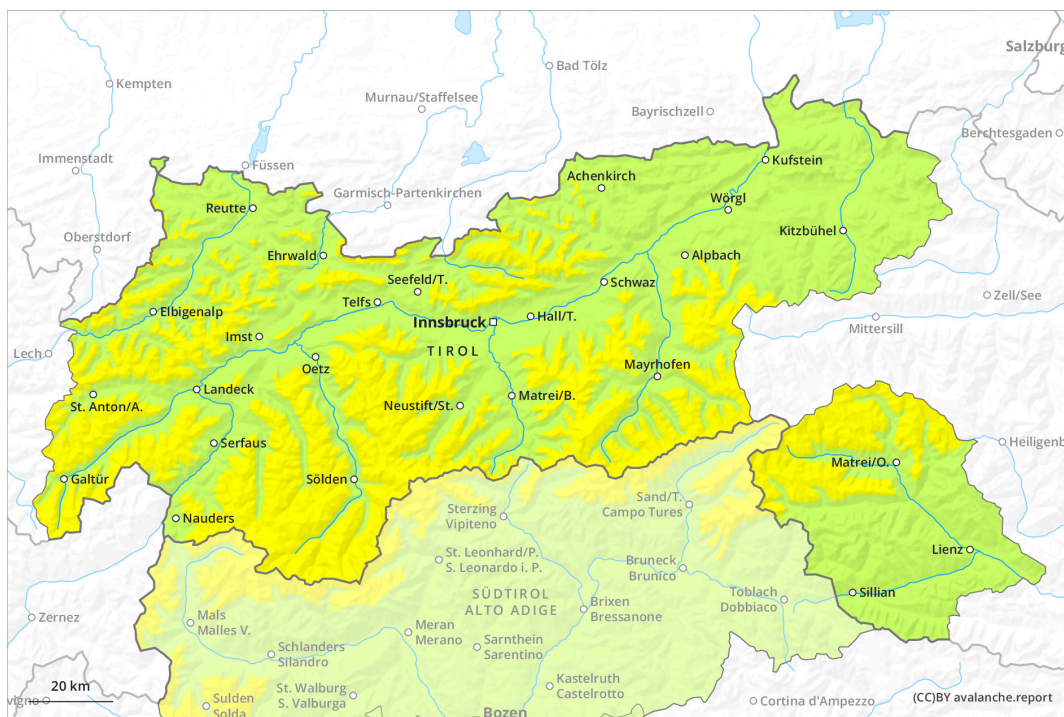 Salzburg
Bad Tölz
Kempten
Murnau/Staffelsee
Bayrischzell
Berchtesgaden
Immenstadt
Füssen
Kufstein
Achenkirch
Garmisch-Partenkirchen
Wörgl
Reutte
Oberstdorf
Kitzbühel
Ehrwald
Alpbach
Seefeld/T.
Schwaz
Zell/See
Telfs
Elbigenalp
Innsbruck
Hall/T.
Mittersill
Imst
Lech
TIROL
Oetz
Mayrhofen
Landeck
St. Anton/A.
Neustift/St.
Matrei/B.
Serfaus
Heiligenb
Matrei/O.
Galtür
Sölden
Sand/T.
Campo Tures
Sterzing
Vipiteno
Nauders
Lienz
St. Leonhard/P.
S. Leonardo i. P.
Bruneck
Brunico
Sillian
SÜDTIROL
ALTO ADIGE
Toblach
Dobbiaco
Zernez
Mals
Malles V.
Brixen
Bressanone
Meran
Merano
Sarnthein
Sarentino
Schlanders
Silandro
20 km
Kastelruth
Castelrotto
St. Walburg
S. Valburga
vigno
Sulden
Solda
Bozen
Cortina d'Ampezzo
(CC)BY avalanche.report